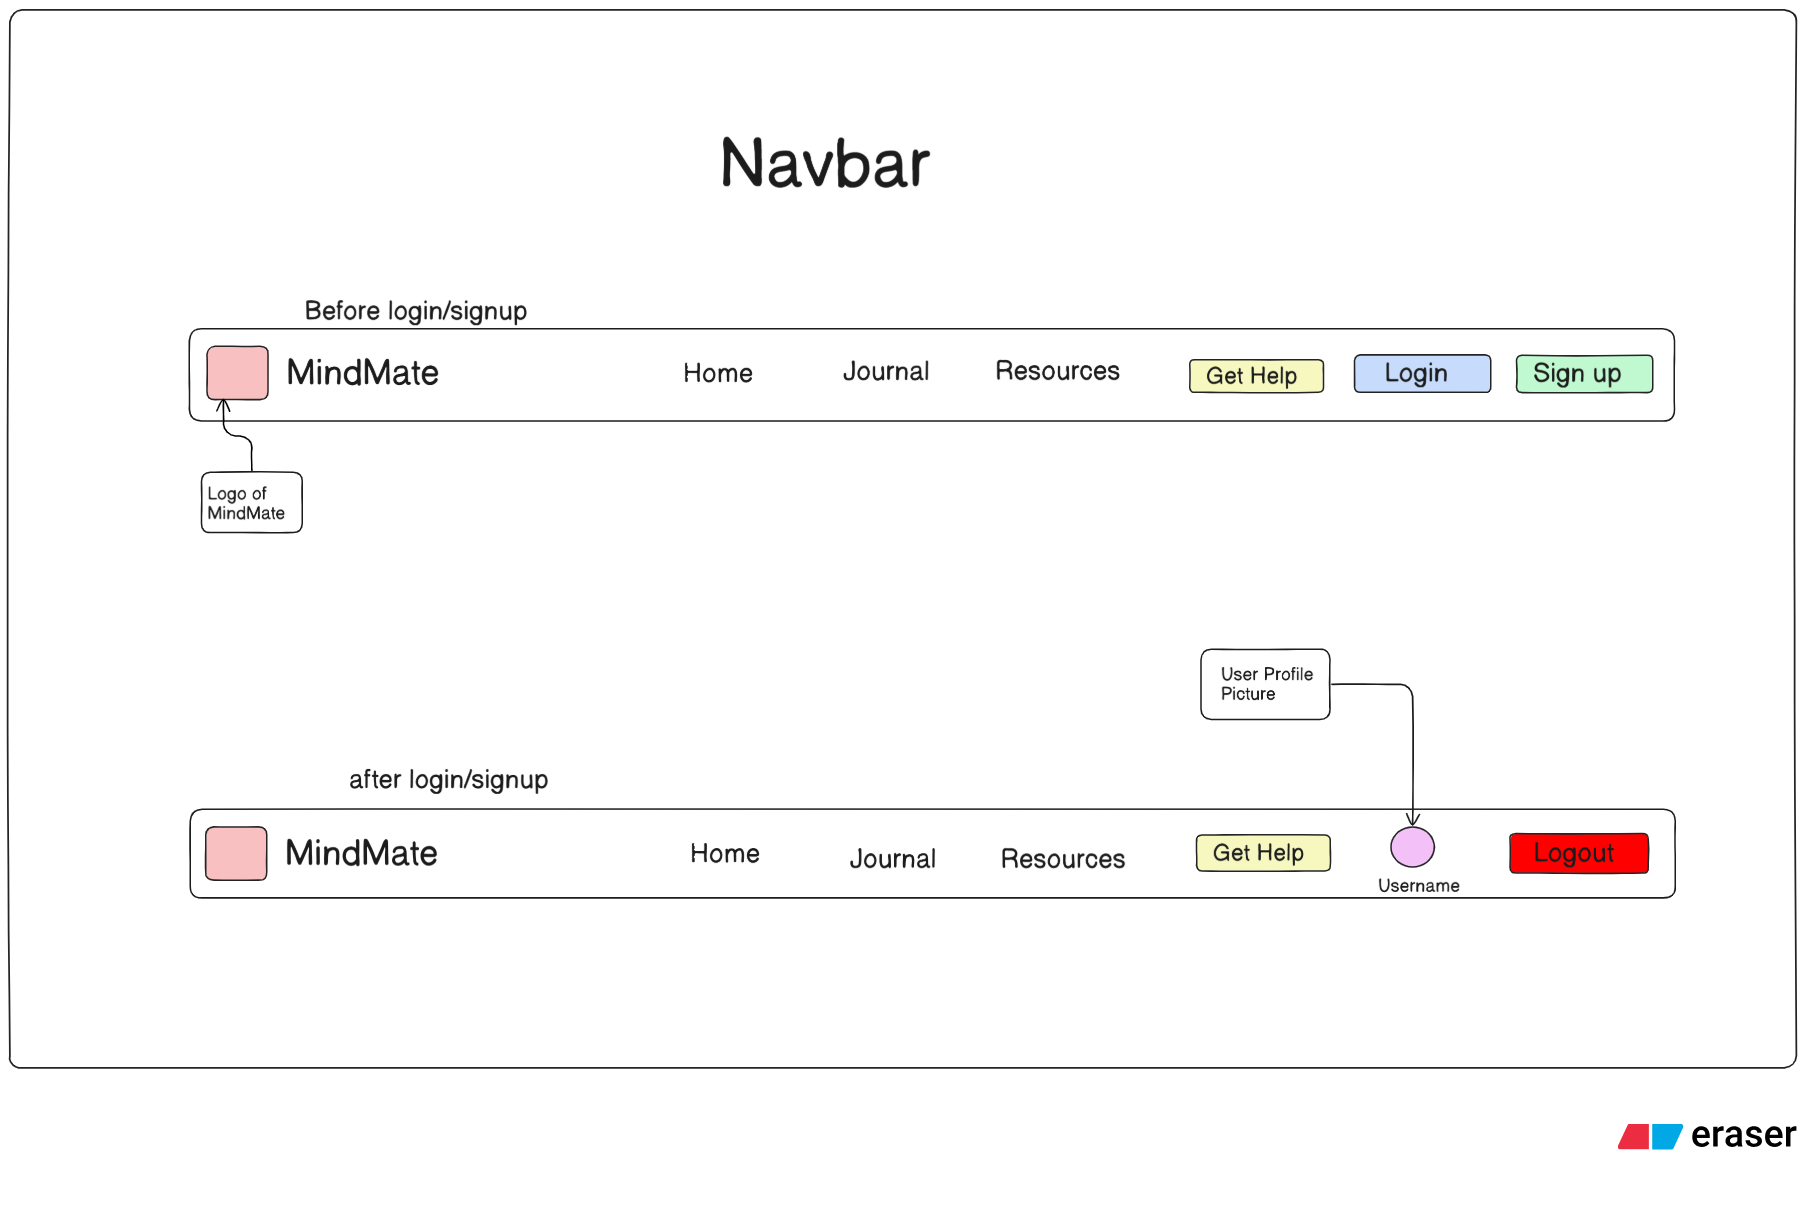 Navbar
Before login/signup
MindMate
Home
Journal
Resources
Get Help
Login
Sign up
Logo of
MindMate
User Profile
Picture
after login/signup
MindMate
Home
Journal
Resources
Get Help
Username
Logout
eraser